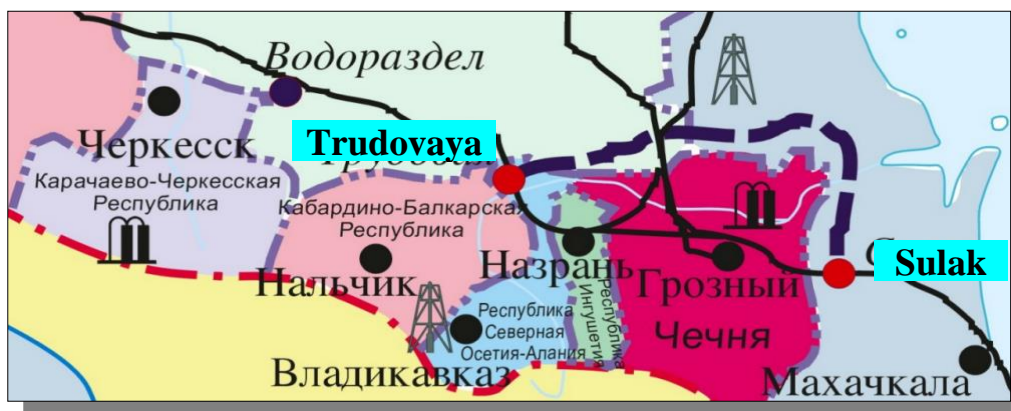 Водораздел
Черкесск
Trudovaya
Карачаево-Черкесская
Республика
Кабардино-Балкарская
Республика
Нальчик
Назрань
Грозный
Sulak
Республика
Северная
Осетия-Алания
Республика
Ингушетия
Чечня
Владикавказ
Махачкала